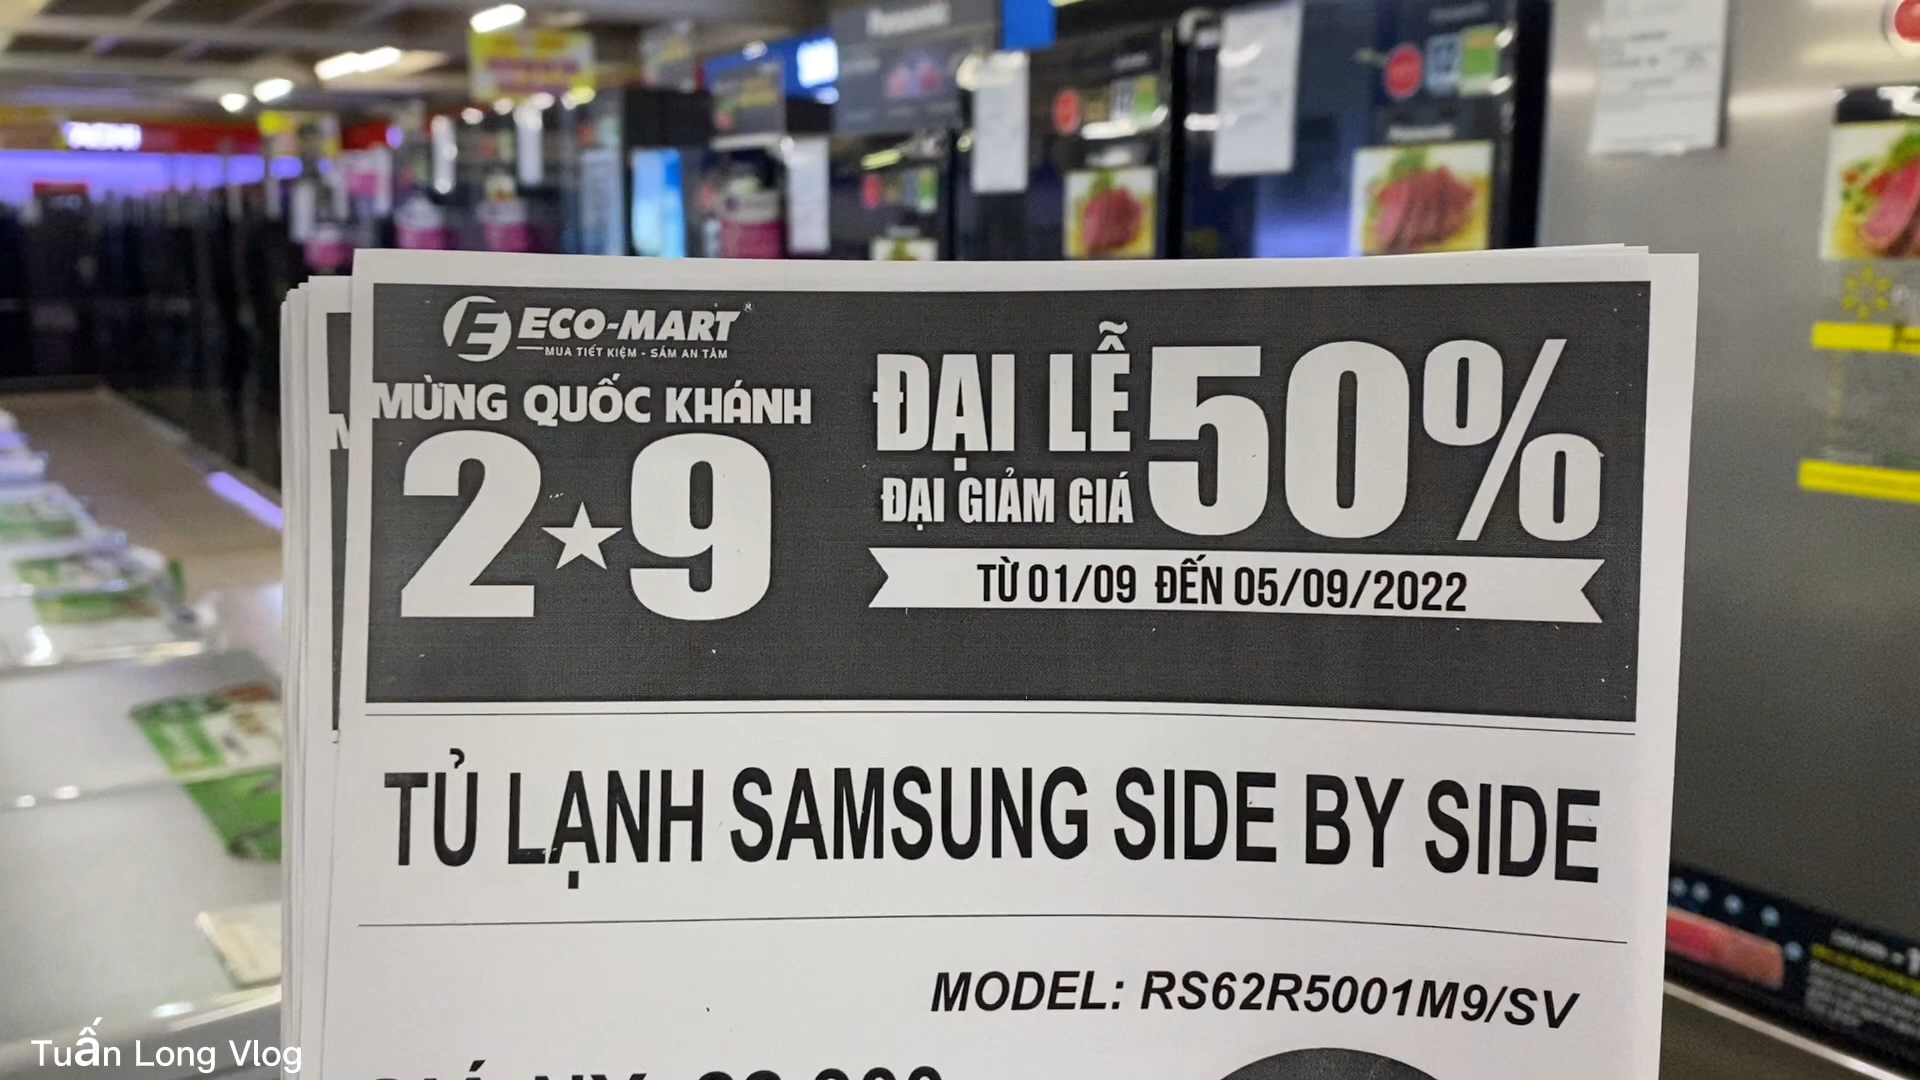 ECO-MART®
MUA TIẾT KIỆM - SẮM AN TÂM
MỪNG QUỐC KHÁNH
2★9
ĐẠI LỄ
ĐẠI GIẢM GIÁ
50%
TỪ 01/09 ĐẾN 05/09/2022
TỦ LẠNH SAMSUNG SIDE BY SIDE
MODEL: RS62R5001M9/SV
Tuấn Long Vlog
Panasonic